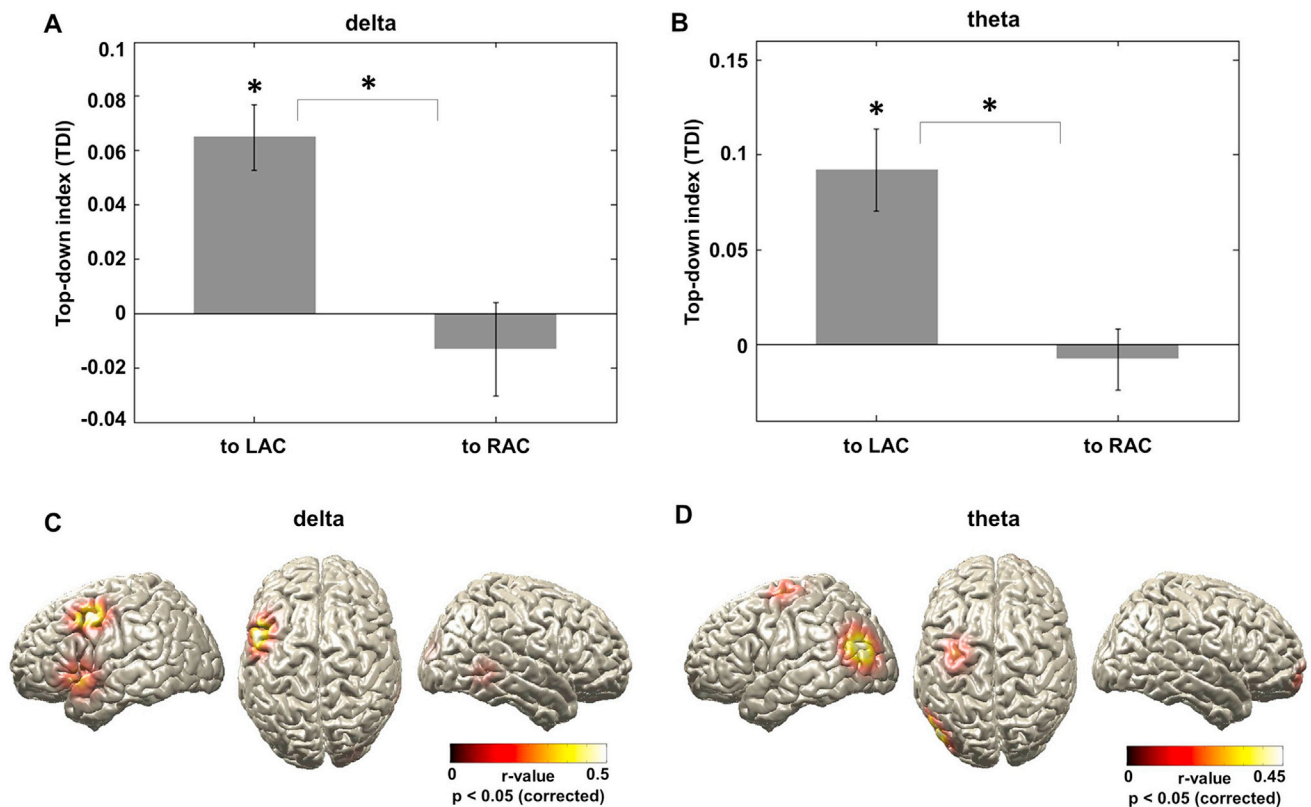 A
delta
Top-down index (TDI)
0.1
0.08
0.06
0.04
0.02
0
-0.02
-0.04
*
*
to LAC
to RAC
B
theta
Top-down index (TDI)
0.15
0.1
0.05
0
*
*
to LAC
to RAC
C
delta
0
r-value
0.5
p < 0.05 (corrected)
D
theta
0
r-value
0.45
p < 0.05 (corrected)